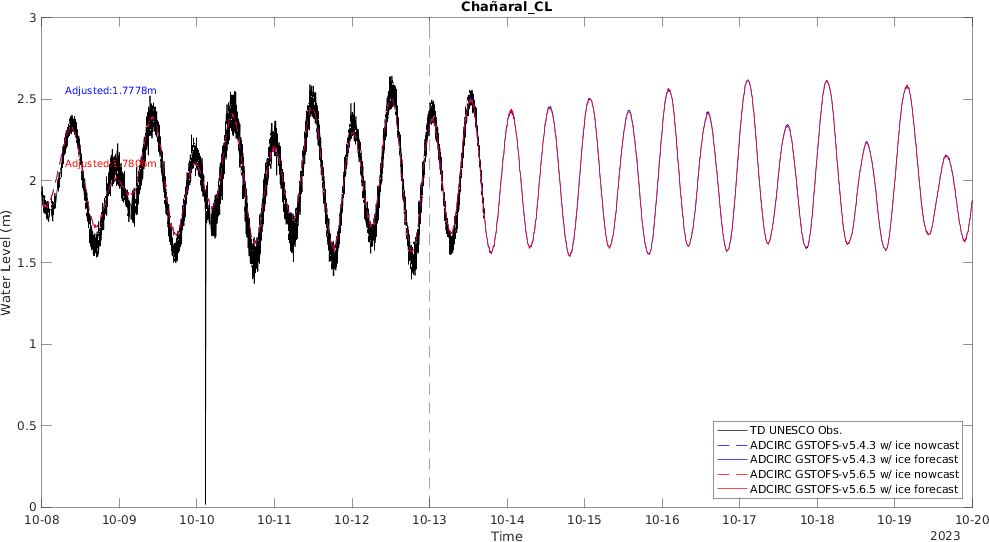 Chañaral_CL
3
2.5
2
1.5
1
0.5
0
Water Level (m)
Adjusted:1.7778m
10-08
10-09
10-10
10-11
10-12
10-13
10-14
10-15
10-16
10-17
10-18
10-19
10-20
Time
2023
TD UNESCO Obs.
ADCIRC GSTOFS-v5.4.3 w/ ice nowcast
ADCIRC GSTOFS-v5.4.3 w/ ice forecast
ADCIRC GSTOFS-v5.6.5 w/ ice nowcast
ADCIRC GSTOFS-v5.6.5 w/ ice forecast